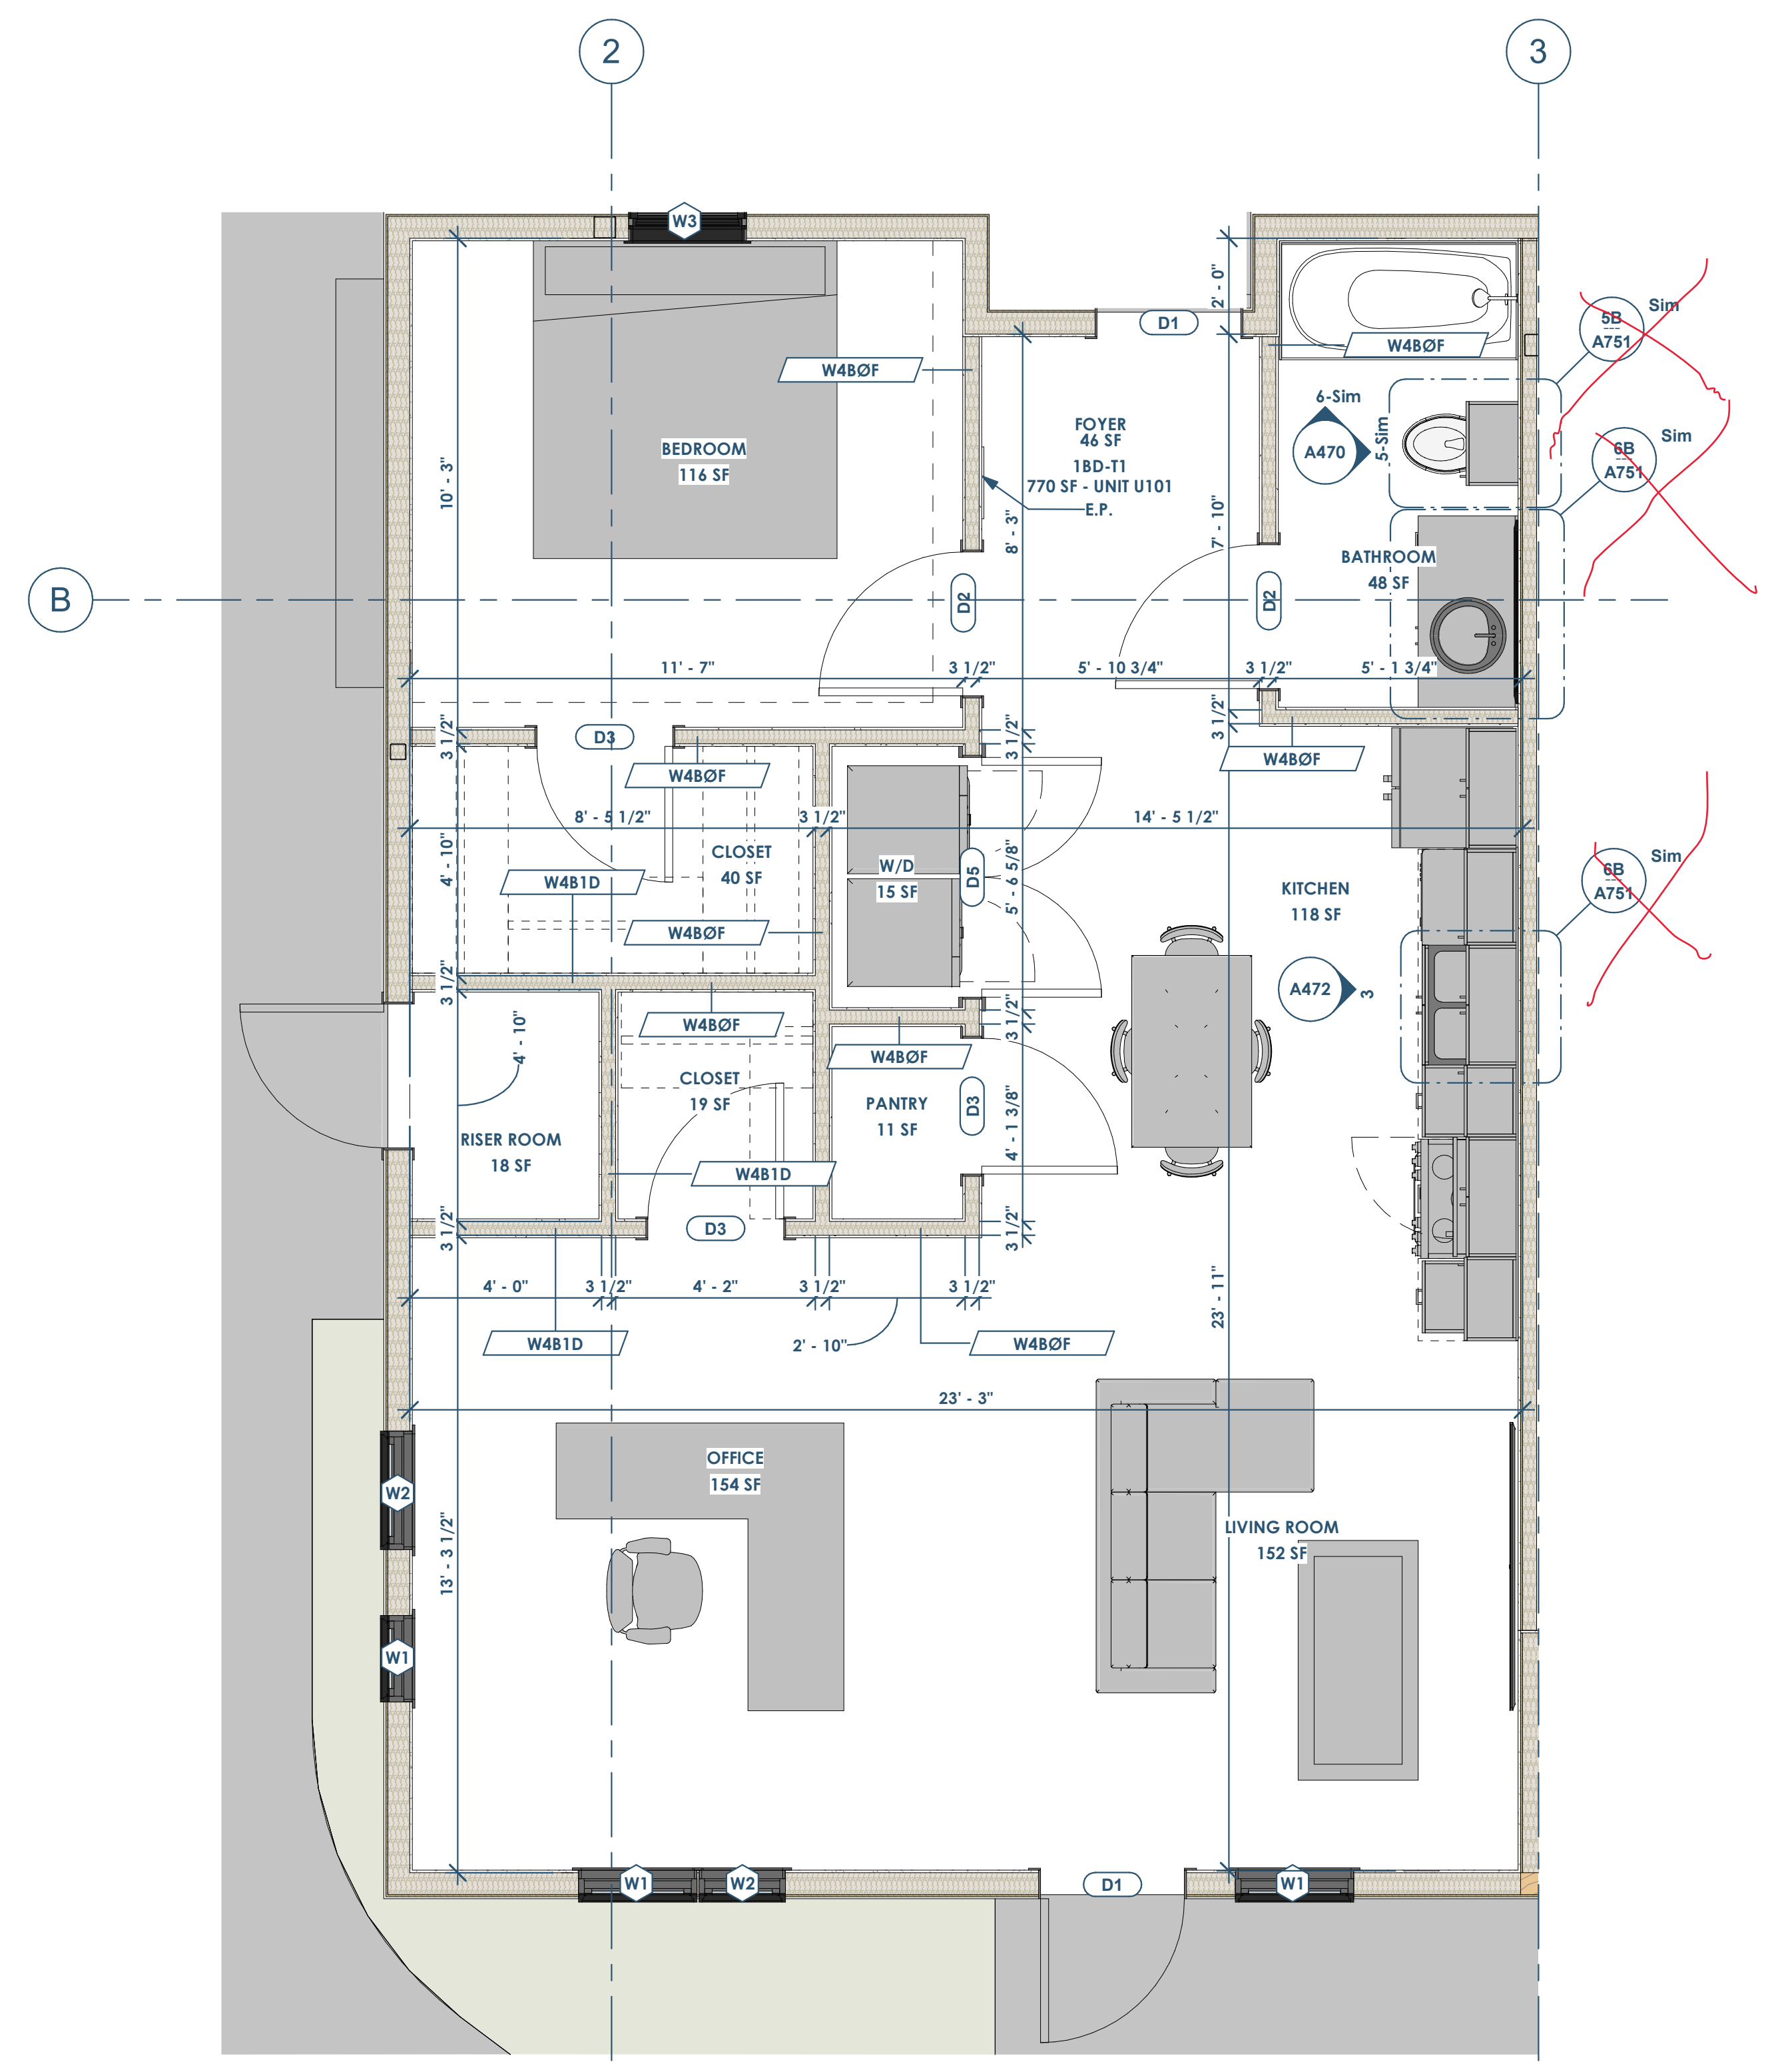 2
3
W3
D1
2' - 0"
W4BØF
5B
A751
Sim
W4BØF
6-Sim
A470
5-Sim
6B
A751
Sim
FOYER
46 SF
1BD-T1
770 SF - UNIT U101
E.P.
BEDROOM
116 SF
10' - 3"
8' - 3"
7' - 10"
BATHROOM
48 SF
B
D2
D2
11' - 7"
3 1/2"
5' - 10 3/4"
3 1/2"
5' - 1 3/4"
3 1/2"
D3
3 1/2"
3 1/2"
W4BØF
W4BØF
8' - 5 1/2"
3 1/2"
14' - 5 1/2"
4' - 10"
CLOSET
40 SF
W4B1D
W/D
15 SF
D5
5' - 6 5/8"
KITCHEN
118 SF
6B
A751
Sim
W4BØF
3 1/2"
A472
3
W4BØF
3 1/2"
4' - 10"
W4BØF
CLOSET
19 SF
PANTRY
11 SF
D3
4' - 1 3/8"
RISER ROOM
18 SF
W4B1D
3 1/2"
D3
3 1/2"
4' - 0"
3 1/2"
4' - 2"
3 1/2"
3 1/2"
23' - 11"
W4B1D
2' - 10"
W4BØF
23' - 3"
OFFICE
154 SF
W2
LIVING ROOM
152 SF
13' - 3 1/2"
W1
W1
W2
D1
W1